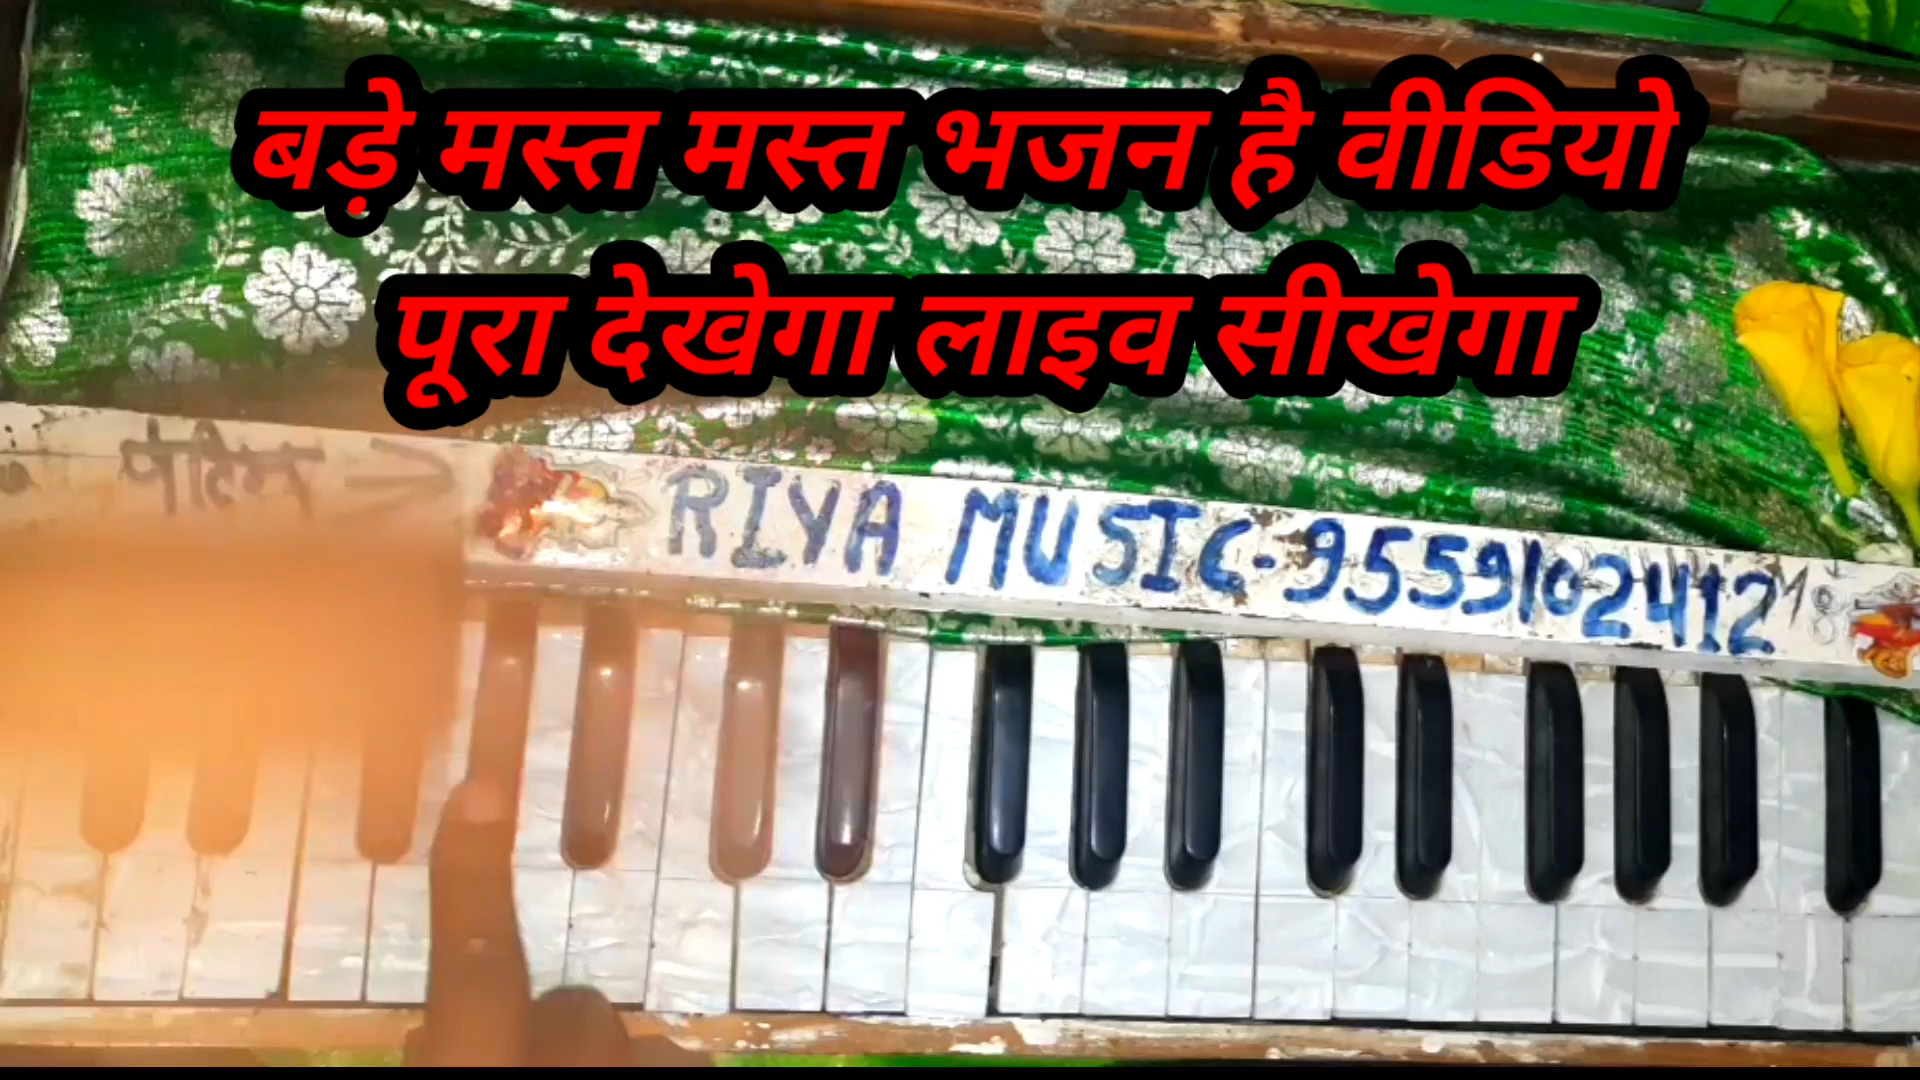 बड़े मस्त मस्त भजन है वीडियो
पूरा देखेगा लाइव सीखेगा
RIYA MUSIC-9559102412